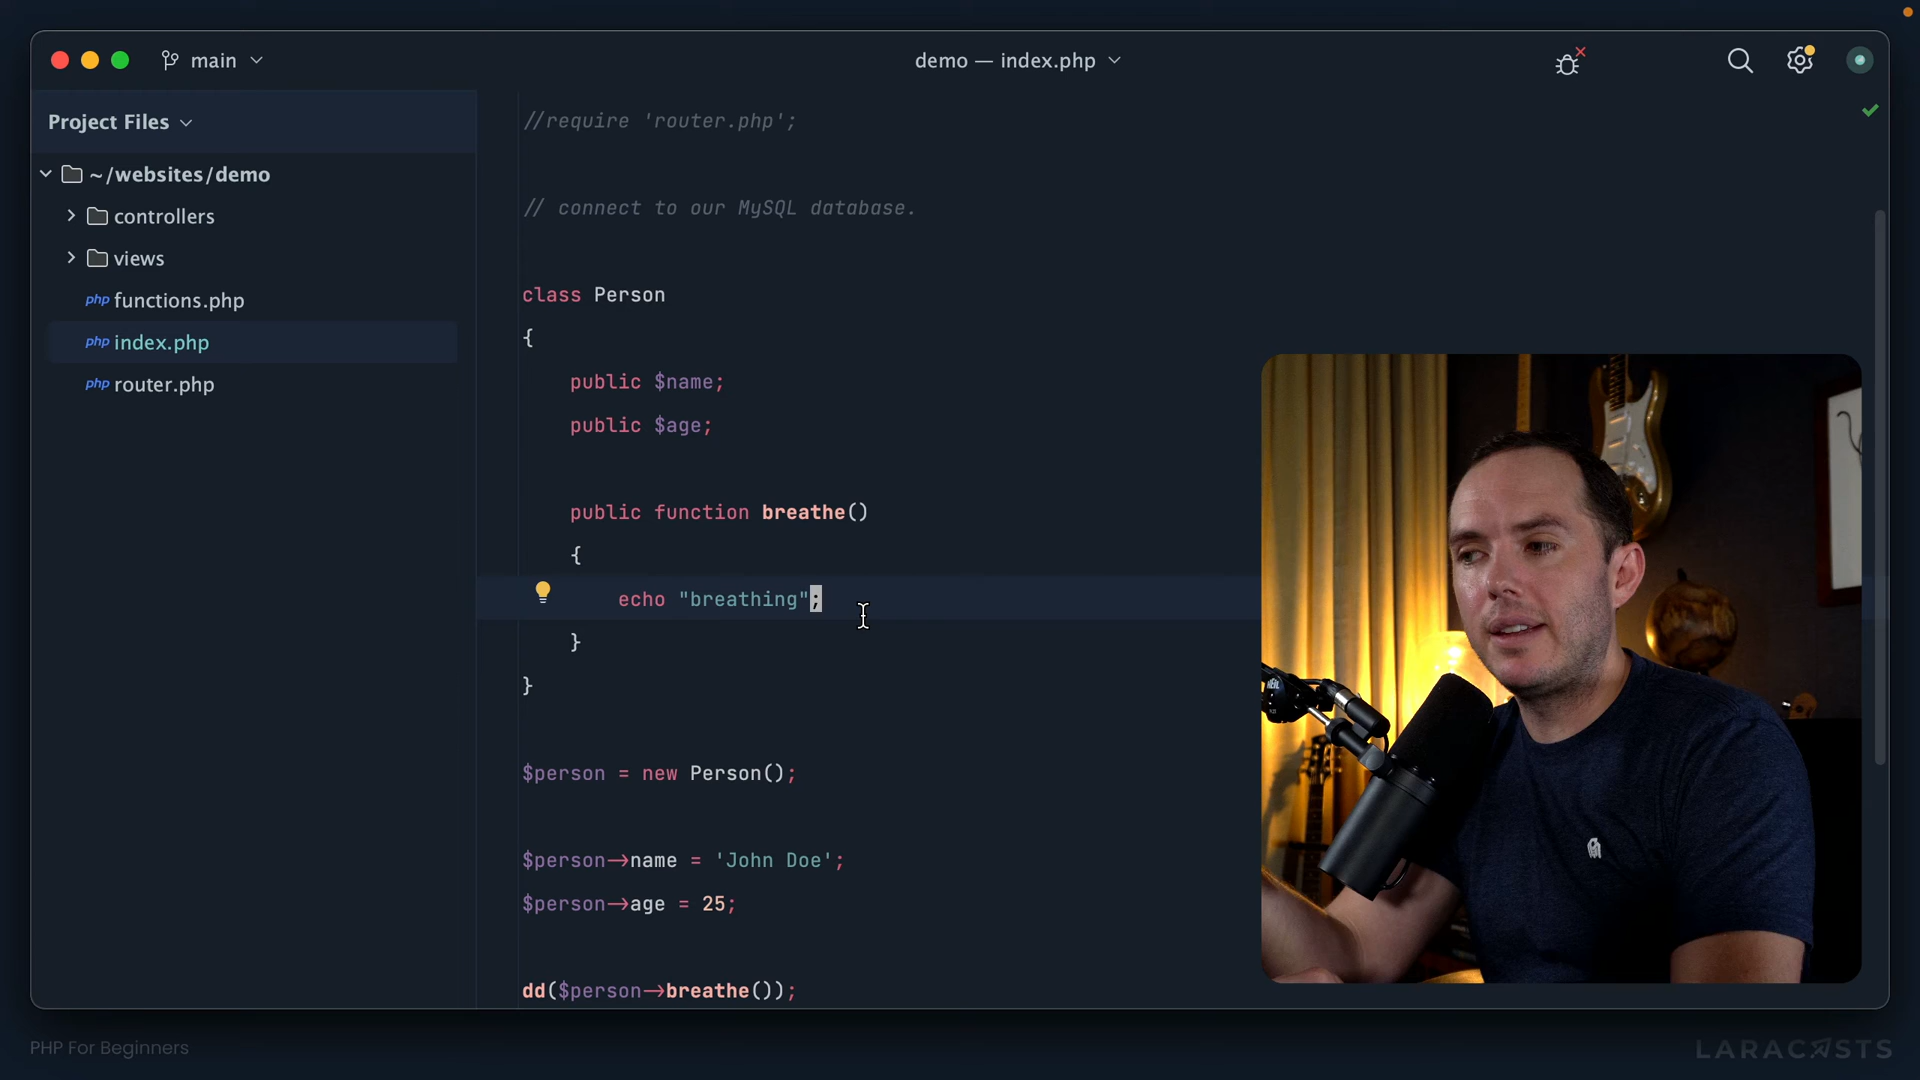 main
demo — index.php
Project Files
~/websites/demo
controllers
views
php functions.php
php index.php
php router.php
//require 'router.php';
// connect to our MySQL database.
class Person
{
public $name;
public $age;
public function breathe()
{
echo "breathing";
}
}
$person = new Person();
$person->name = 'John Doe';
$person->age = 25;
dd($person->breathe());
PHP For Beginners
LARACASTS